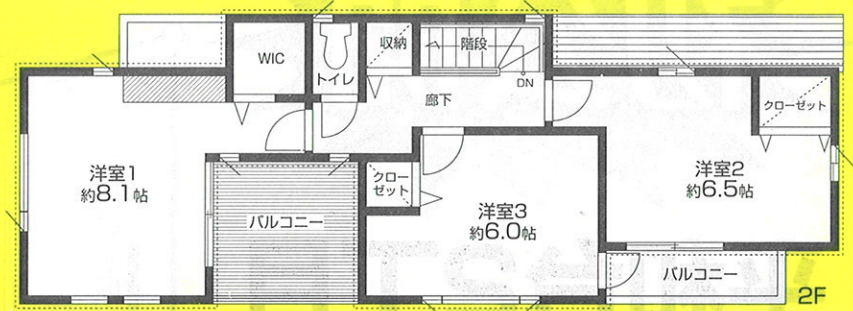 WIC
トイレ
収納
階段
DN
廊下
クローゼット
洋室1
約8.1帖
バルコニー
クロー
ゼット
洋室3
約6.0帖
洋室2
約6.5帖
バルコニー
2F